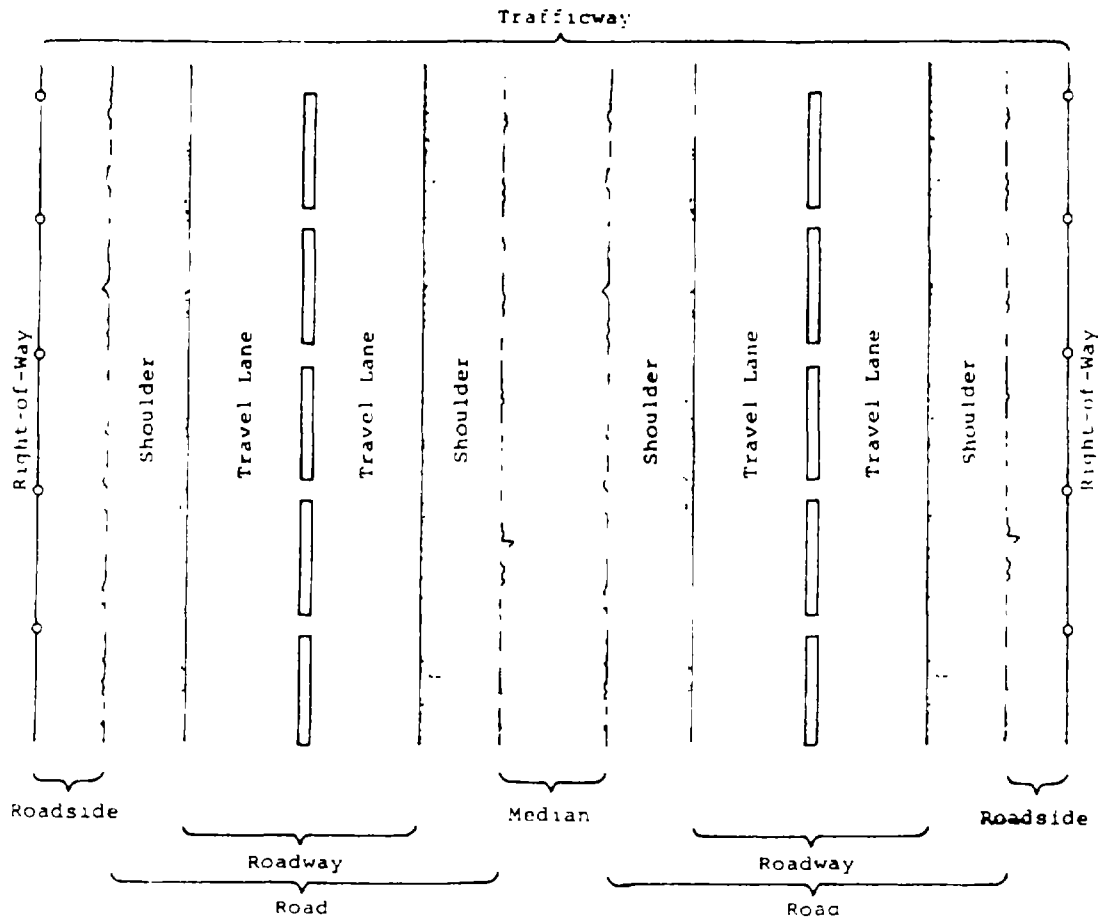 Trafficway
Right-of-Way
Shoulder
Travel Lane
Travel Lane
Shoulder
Shoulder
Travel Lane
Travel Lane
Shoulder
Right-of-Way
Roadside
Median
Roadside
Roadway
Roadway
Road
Road